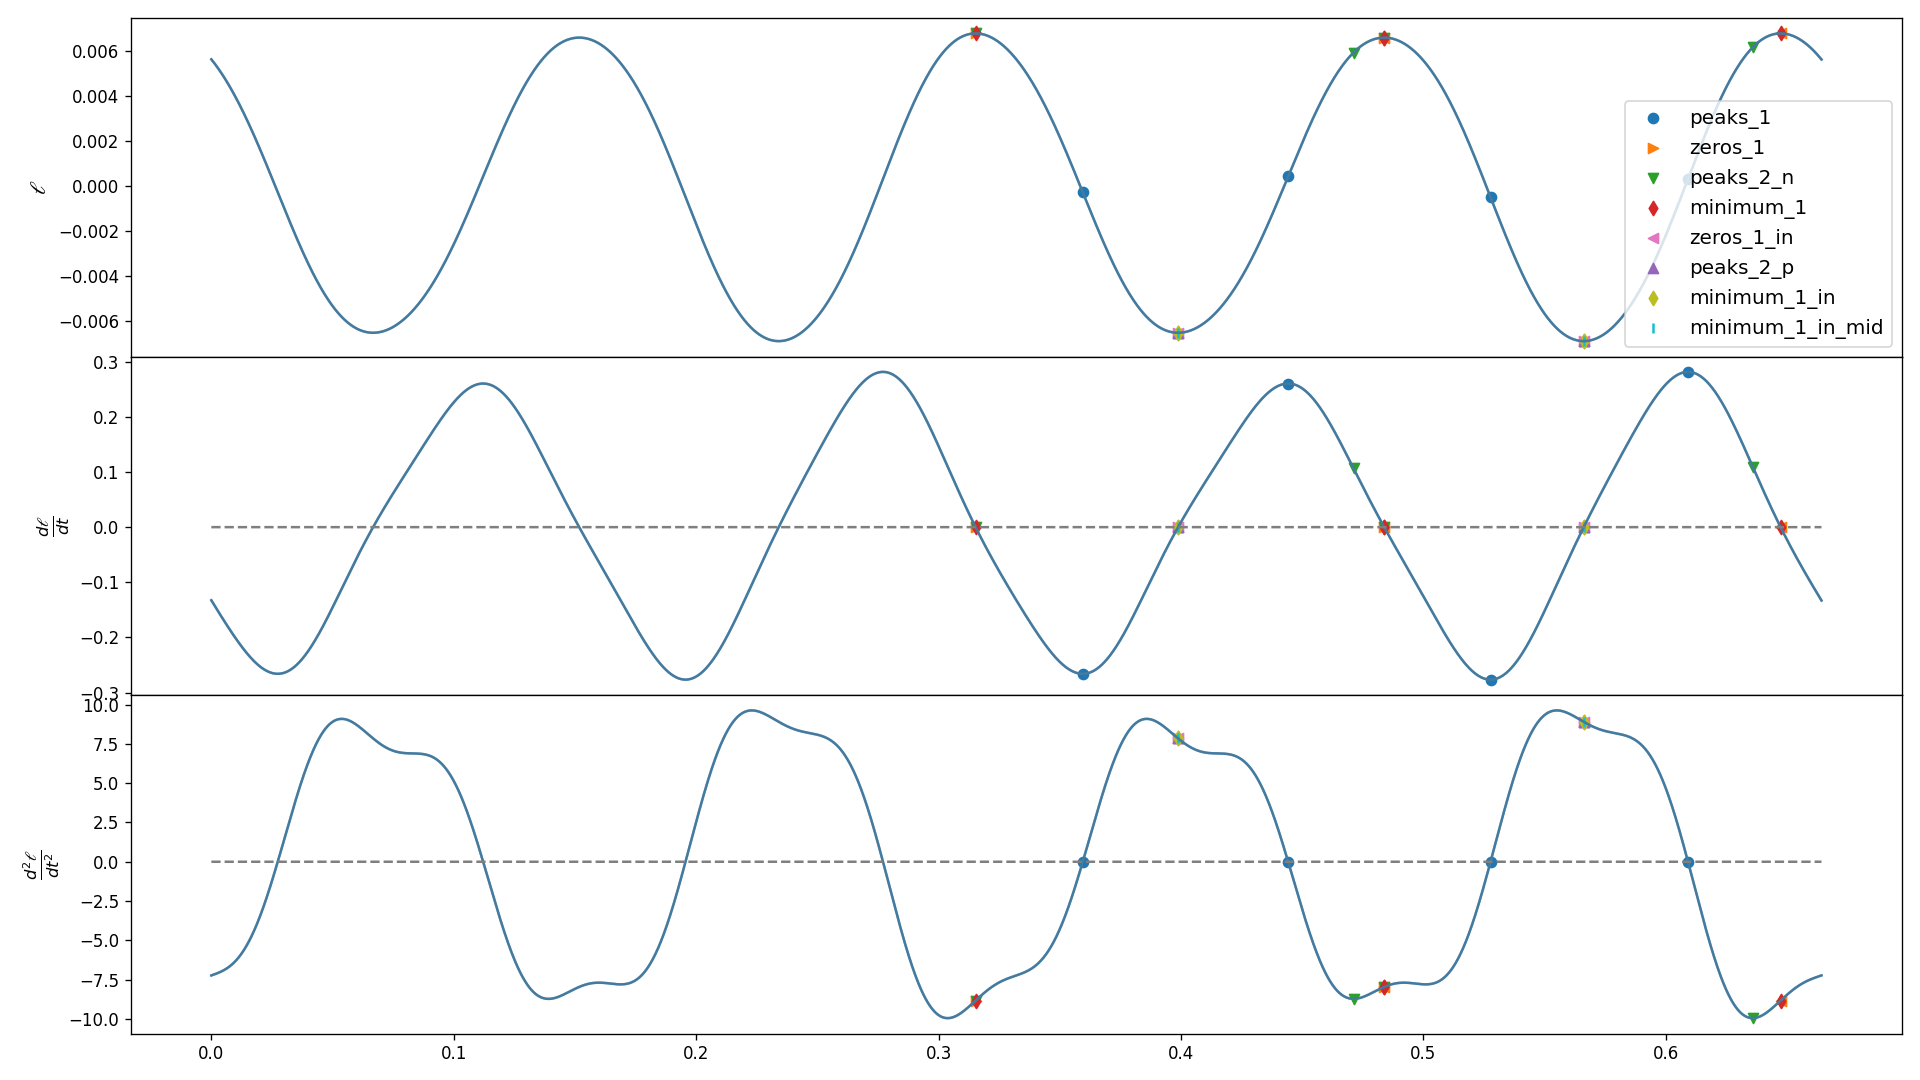 0.006
0.004
0.002
0.000
−0.002
−0.004
−0.006
ℓ
peaks_1
zeros_1
peaks_2_n
minimum_1
zeros_1_in
peaks_2_p
minimum_1_in
minimum_1_in_mid
0.3
0.2
0.1
0.0
−0.1
−0.2
−0.3
dℓ
dt
10.0
7.5
5.0
2.5
0.0
−2.5
−5.0
−7.5
−10.0
d²ℓ
dt²
0.0 0.1 0.2 0.3 0.4 0.5 0.6